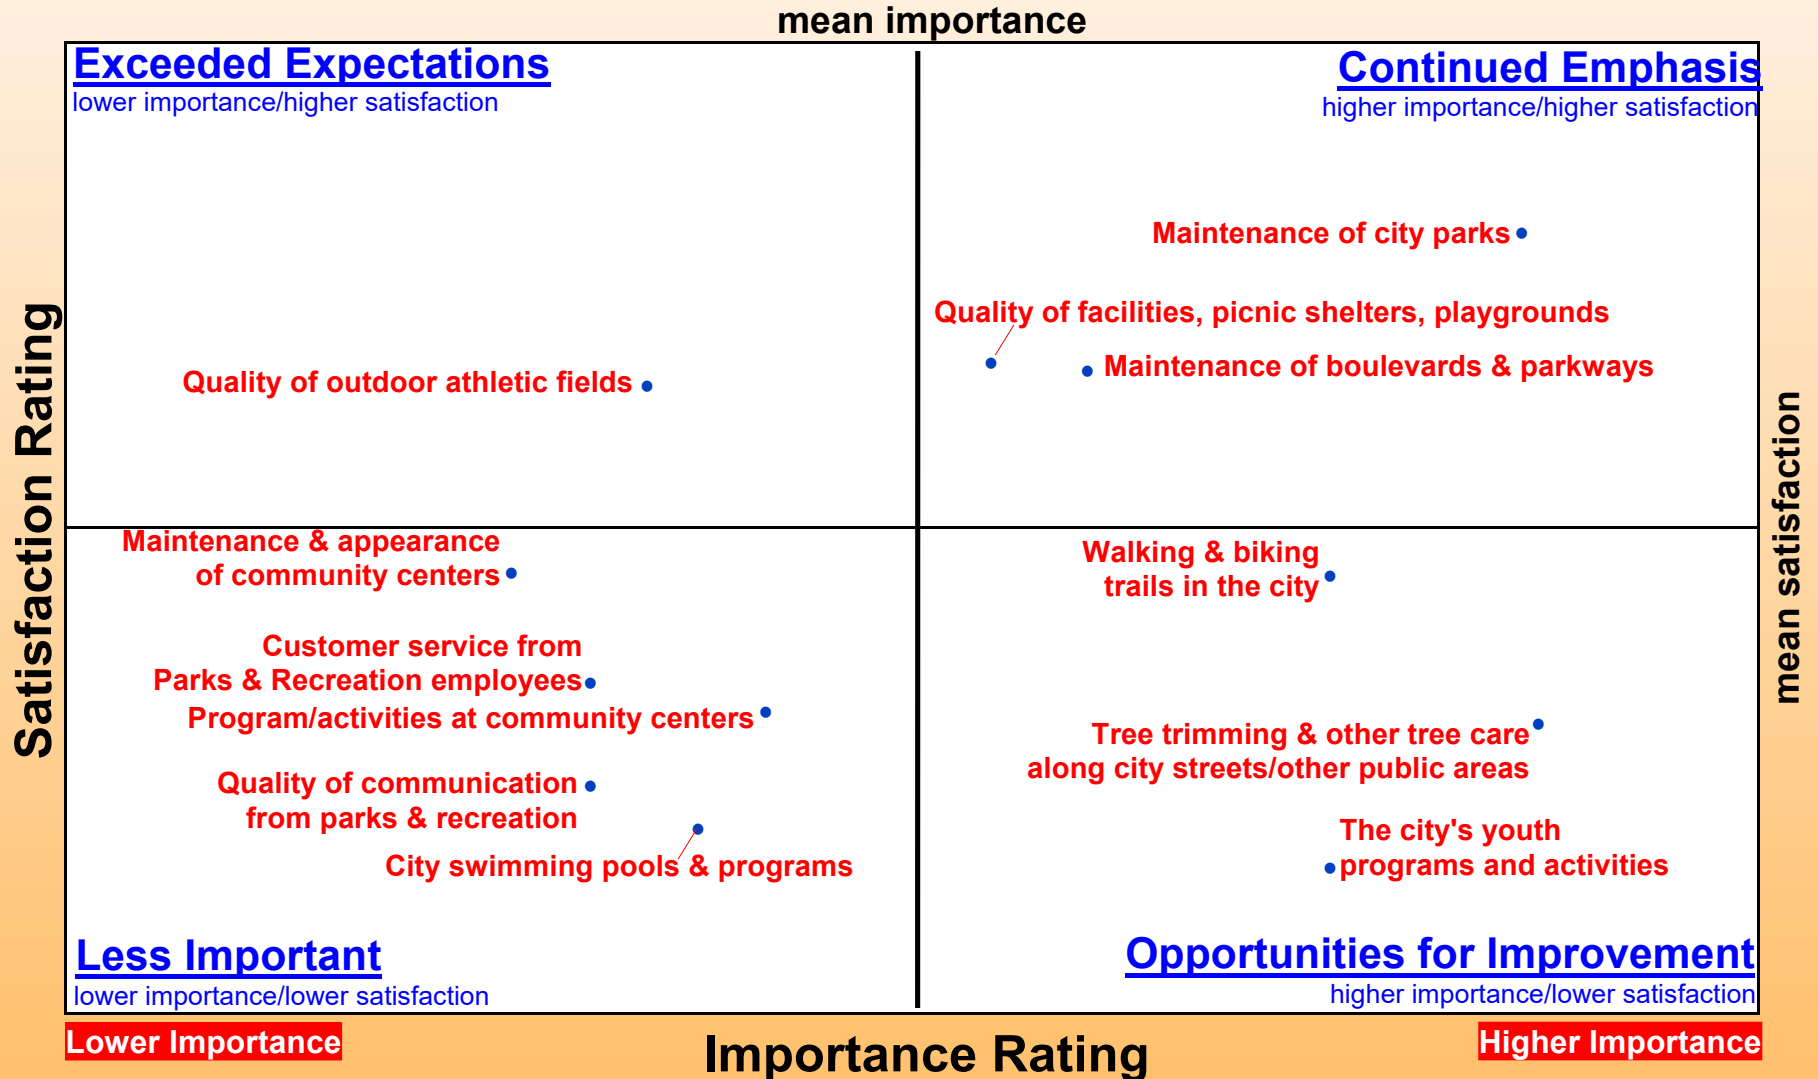 mean importance
Exceeded Expectations
lower importance/higher satisfaction
Continued Emphasis
higher importance/higher satisfaction
Maintenance of city parks
Quality of facilities, picnic shelters, playgrounds
Maintenance of boulevards & parkways
Quality of outdoor athletic fields
Satisfaction Rating
mean satisfaction
Maintenance & appearance
of community centers
Walking & biking
trails in the city
Customer service from
Parks & Recreation employees
Program/activities at community centers
Tree trimming & other tree care
along city streets/other public areas
Quality of communication
from parks & recreation
City swimming pools & programs
The city's youth
programs and activities
Less Important
lower importance/lower satisfaction
Opportunities for Improvement
higher importance/lower satisfaction
Lower Importance
Importance Rating
Higher Importance